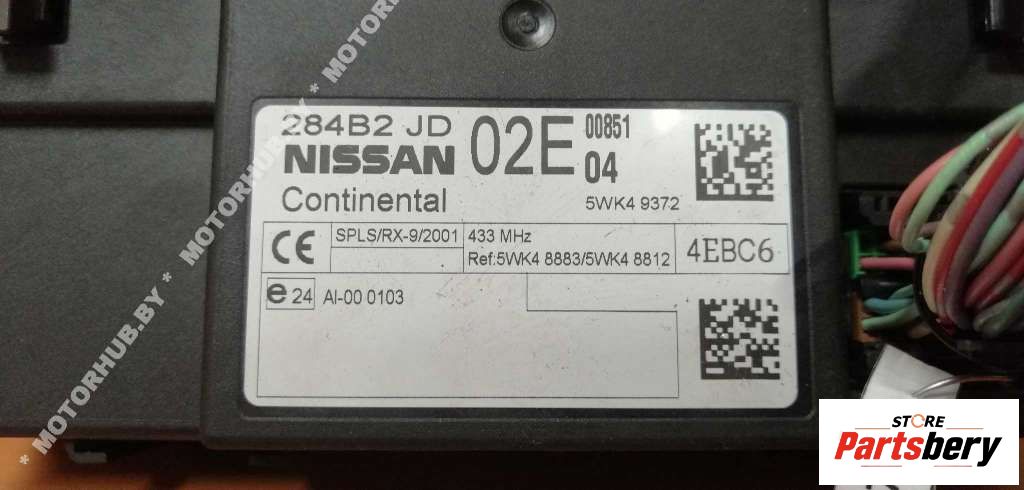 284B2 JD 02E 00851
NISSAN 04
Continental 5WK4 9372
CE SPLS/RX-9/2001 433 MHz
Ref:5WK4 8883/5WK4 8812 4EBC6
e 24 AI-00 0103
* MOTORHUB.BY * MOTORHUB.BY * MOTORHUB
STORE
Partsbery